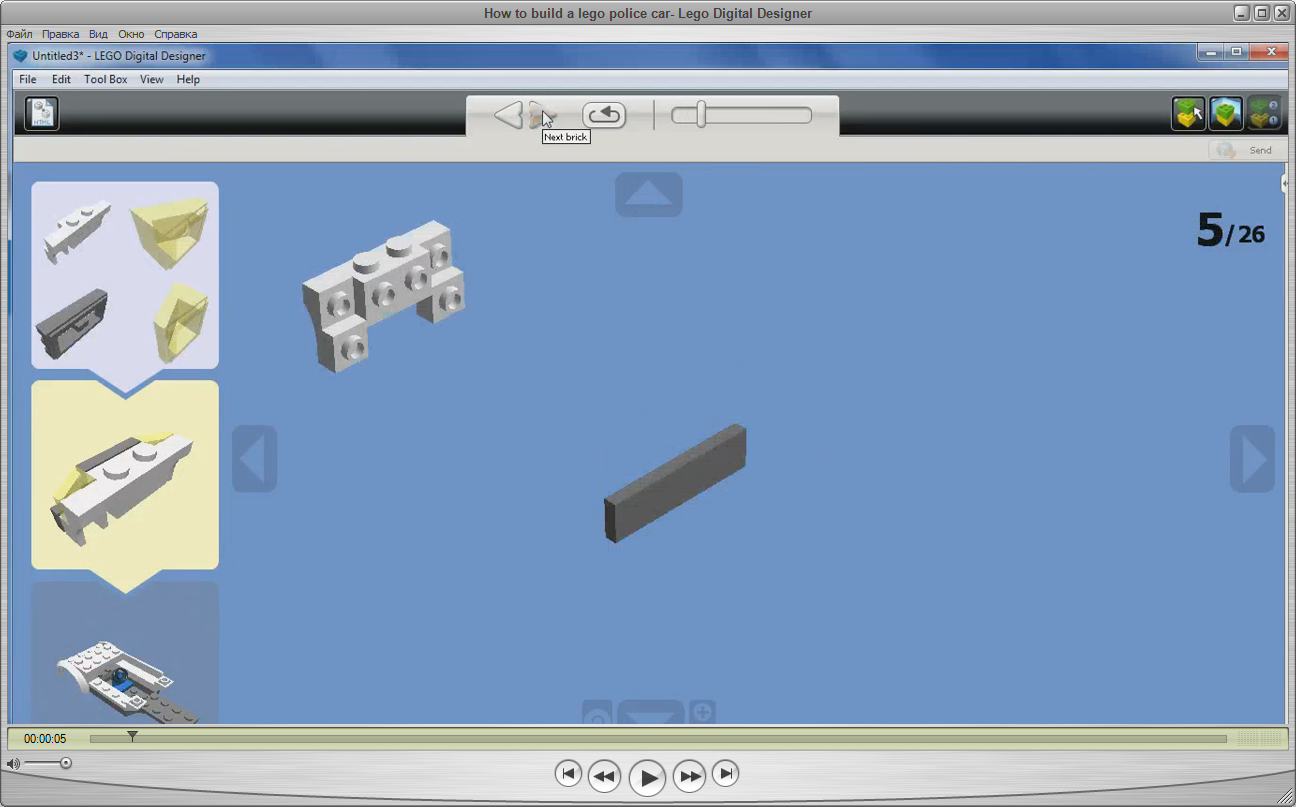 How to build a lego police car- Lego Digital Designer
Файл Правка Вид Окно Справка
Untitled3* - LEGO Digital Designer
File Edit Tool Box View Help
HTML
Next brick
Send
5/26
00:00:05